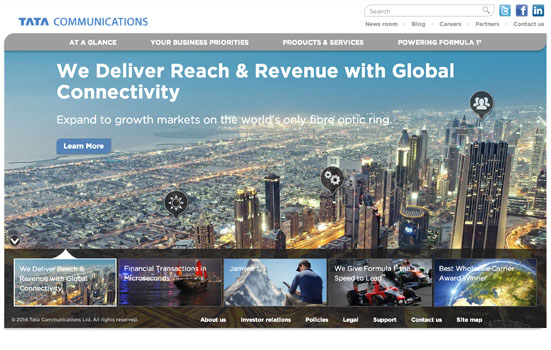 TATA COMMUNICATIONS
Search
News room
Blog
Careers
Partners
Contact us
AT A GLANCE
YOUR BUSINESS PRIORITIES
PRODUCTS & SERVICES
POWERING FORMULA 1®
We Deliver Reach & Revenue with Global
Connectivity
Expand to growth markets on the world's only fibre optic ring.
Learn More
We Deliver Reach &
Revenue with Global
Connectivity
Financial Transactions in
Microseconds
We Give Formula 1® the
Speed to Lead
Best Wholesale Carrier
Award Winner
© 2014 Tata Communications Ltd. All rights reserved.
About us
Investor relations
Policies
Legal
Support
Contact us
Site map